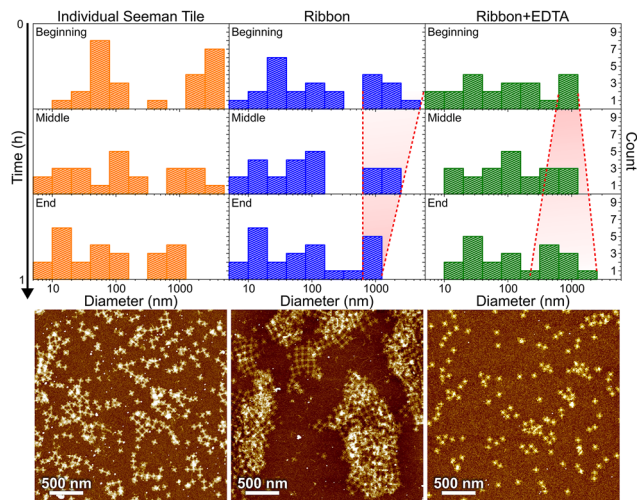 Individual Seeman Tile Ribbon Ribbon+EDTA
0
Beginning Beginning Beginning
9
7
5
3
1
Middle Middle Middle
9
7
5
3
1
End End End
9
7
5
3
1
Time (h)
Count
1
10 100 1000 10 100 1000 10 100 1000
Diameter (nm) Diameter (nm) Diameter (nm)
500 nm 500 nm 500 nm